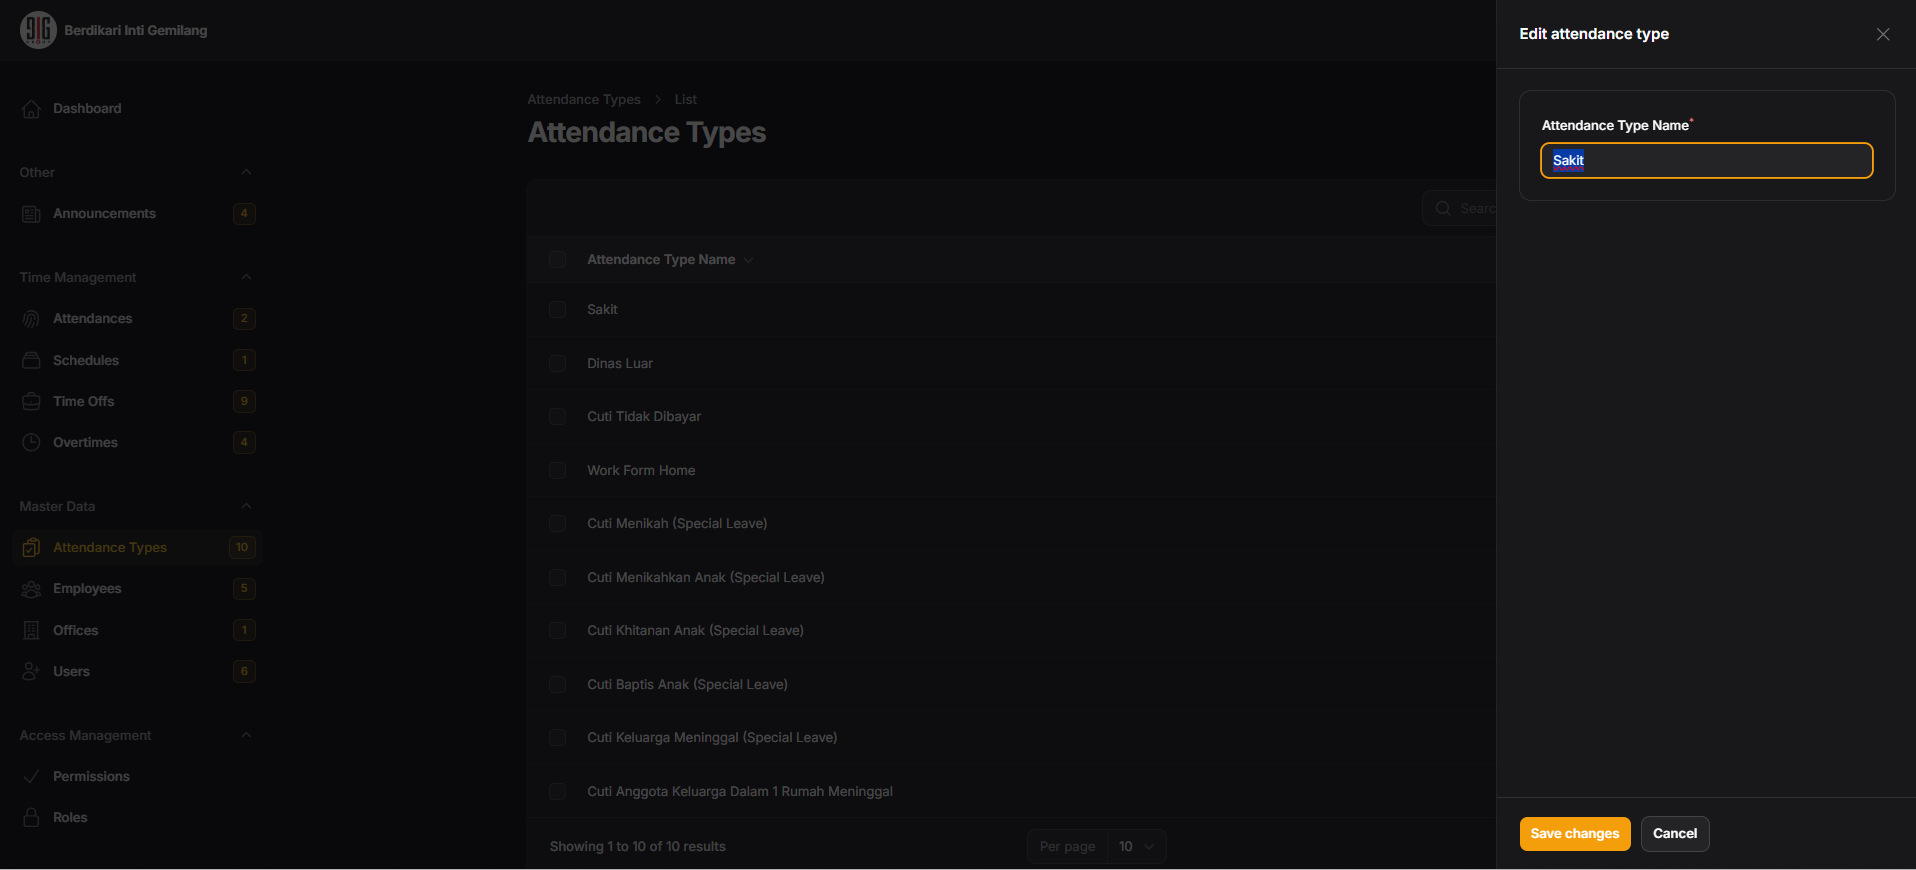 Berdikari Inti Gemilang
Dashboard
Other
Announcements 4
Time Management
Attendances 2
Schedules 1
Time Offs 9
Overtimes 4
Master Data
Attendance Types 10
Employees 5
Offices 1
Users 6
Access Management
Permissions
Roles
Attendance Types > List
Attendance Types
Searc
Attendance Type Name
Sakit
Dinas Luar
Cuti Tidak Dibayar
Work Form Home
Cuti Menikah (Special Leave)
Cuti Menikahkan Anak (Special Leave)
Cuti Khitanan Anak (Special Leave)
Cuti Baptis Anak (Special Leave)
Cuti Keluarga Meninggal (Special Leave)
Cuti Anggota Keluarga Dalam 1 Rumah Meninggal
Showing 1 to 10 of 10 results
Per page 10
Edit attendance type
Attendance Type Name*
Sakit
Save changes
Cancel